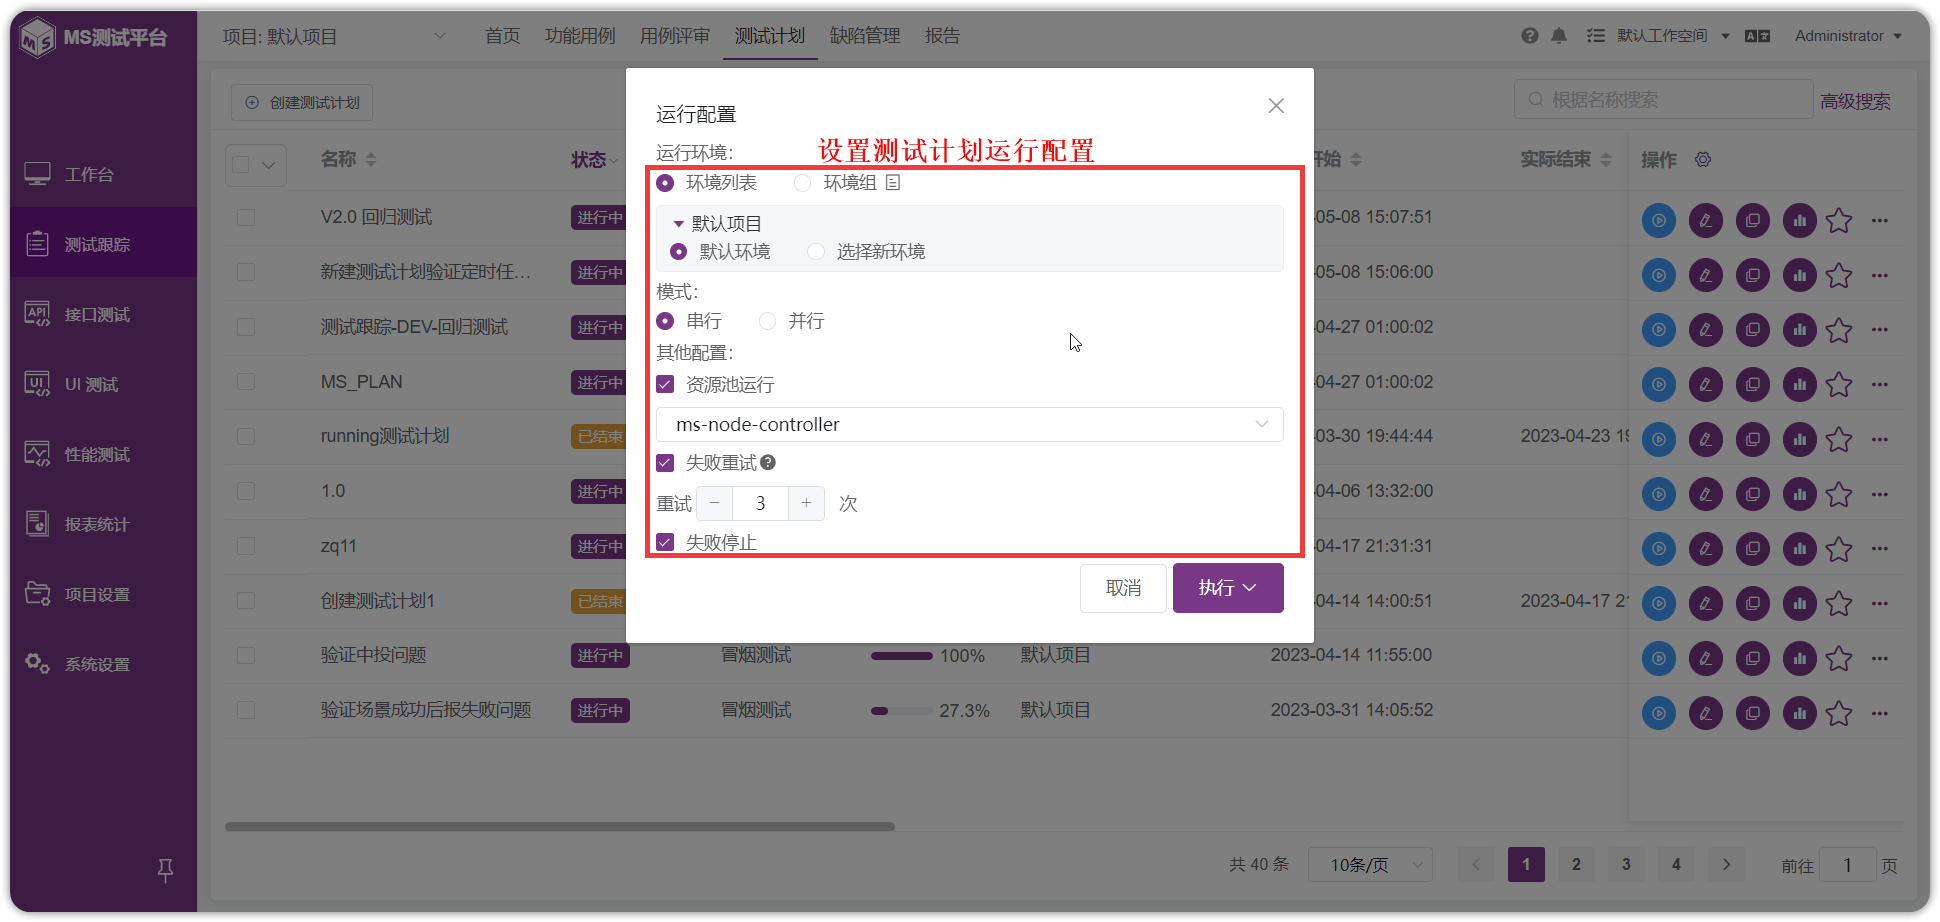 MS测试平台
项目: 默认项目
首页 功能用例 用例评审 测试计划 缺陷管理 报告
默认工作空间 Administrator
工作台
测试跟踪
API 接口测试
UI UI 测试
性能测试
报表统计
项目设置
系统设置
创建测试计划
根据名称搜索
高级搜索
名称 状态 开始 实际结束 操作
V2.0 回归测试 进行中 -05-08 15:07:51
新建测试计划验证定时任... 进行中 -05-08 15:06:00
测试跟踪-DEV-回归测试 进行中 -04-27 01:00:02
MS_PLAN 进行中 -04-27 01:00:02
running测试计划 已结束 -03-30 19:44:44 2023-04-23 19
1.0 进行中 -04-06 13:32:00
zq11 进行中 -04-17 21:31:31
创建测试计划1 已结束 -04-14 14:00:51 2023-04-17 21
验证中投问题 进行中 冒烟测试 100% 默认项目 2023-04-14 11:55:00
验证场景成功后报失败问题 进行中 冒烟测试 27.3% 默认项目 2023-03-31 14:05:52
共 40 条 10条/页 1 2 3 4 前往 1 页
运行配置
运行环境:
设置测试计划运行配置
环境列表 环境组
默认项目
默认环境 选择新环境
模式:
串行 并行
其他配置:
资源池运行
ms-node-controller
失败重试
重试 3 次
失败停止
取消 执行